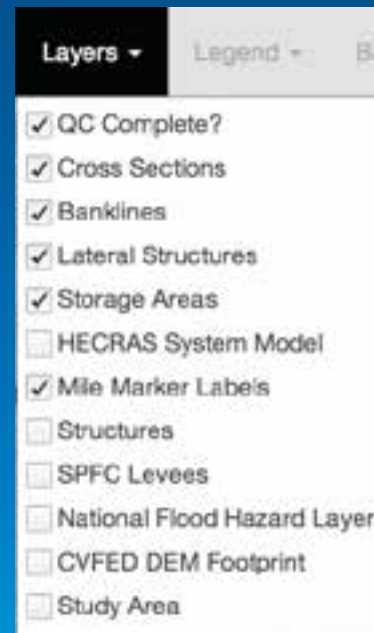 Layers Legend B
QC Complete?
Cross Sections
Banklines
Lateral Structures
Storage Areas
HECRAS System Model
Mile Marker Labels
Structures
SPFC Levees
National Flood Hazard Layer
CVFED DEM Footprint
Study Area